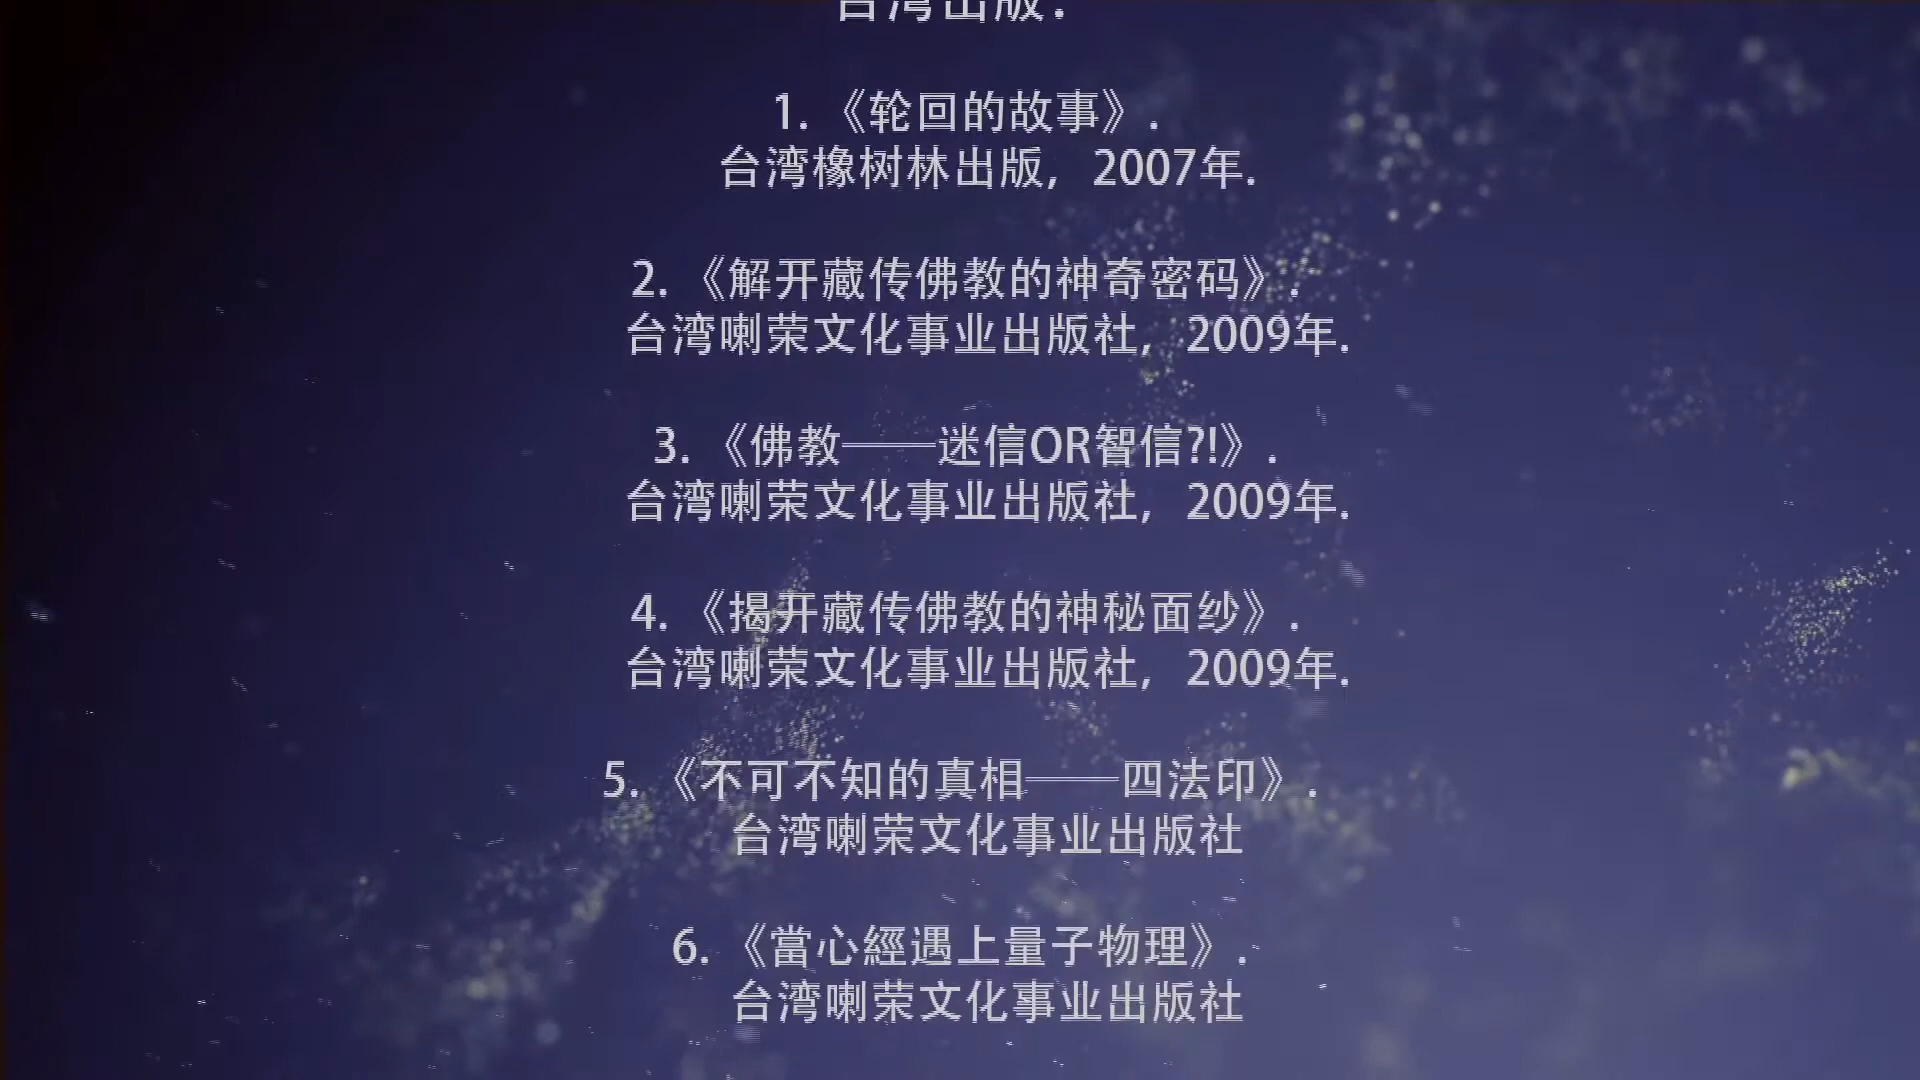 台湾出版：
1. 《轮回的故事》.
台湾橡树林出版，2007年.
2. 《解开藏传佛教的神奇密码》.
台湾喇荣文化事业出版社，2009年.
3. 《佛教——迷信OR智信?!》.
台湾喇荣文化事业出版社，2009年.
4. 《揭开藏传佛教的神秘面纱》.
台湾喇荣文化事业出版社，2009年.
5. 《不可不知的真相——四法印》.
台湾喇荣文化事业出版社
6. 《當心經遇上量子物理》.
台湾喇荣文化事业出版社